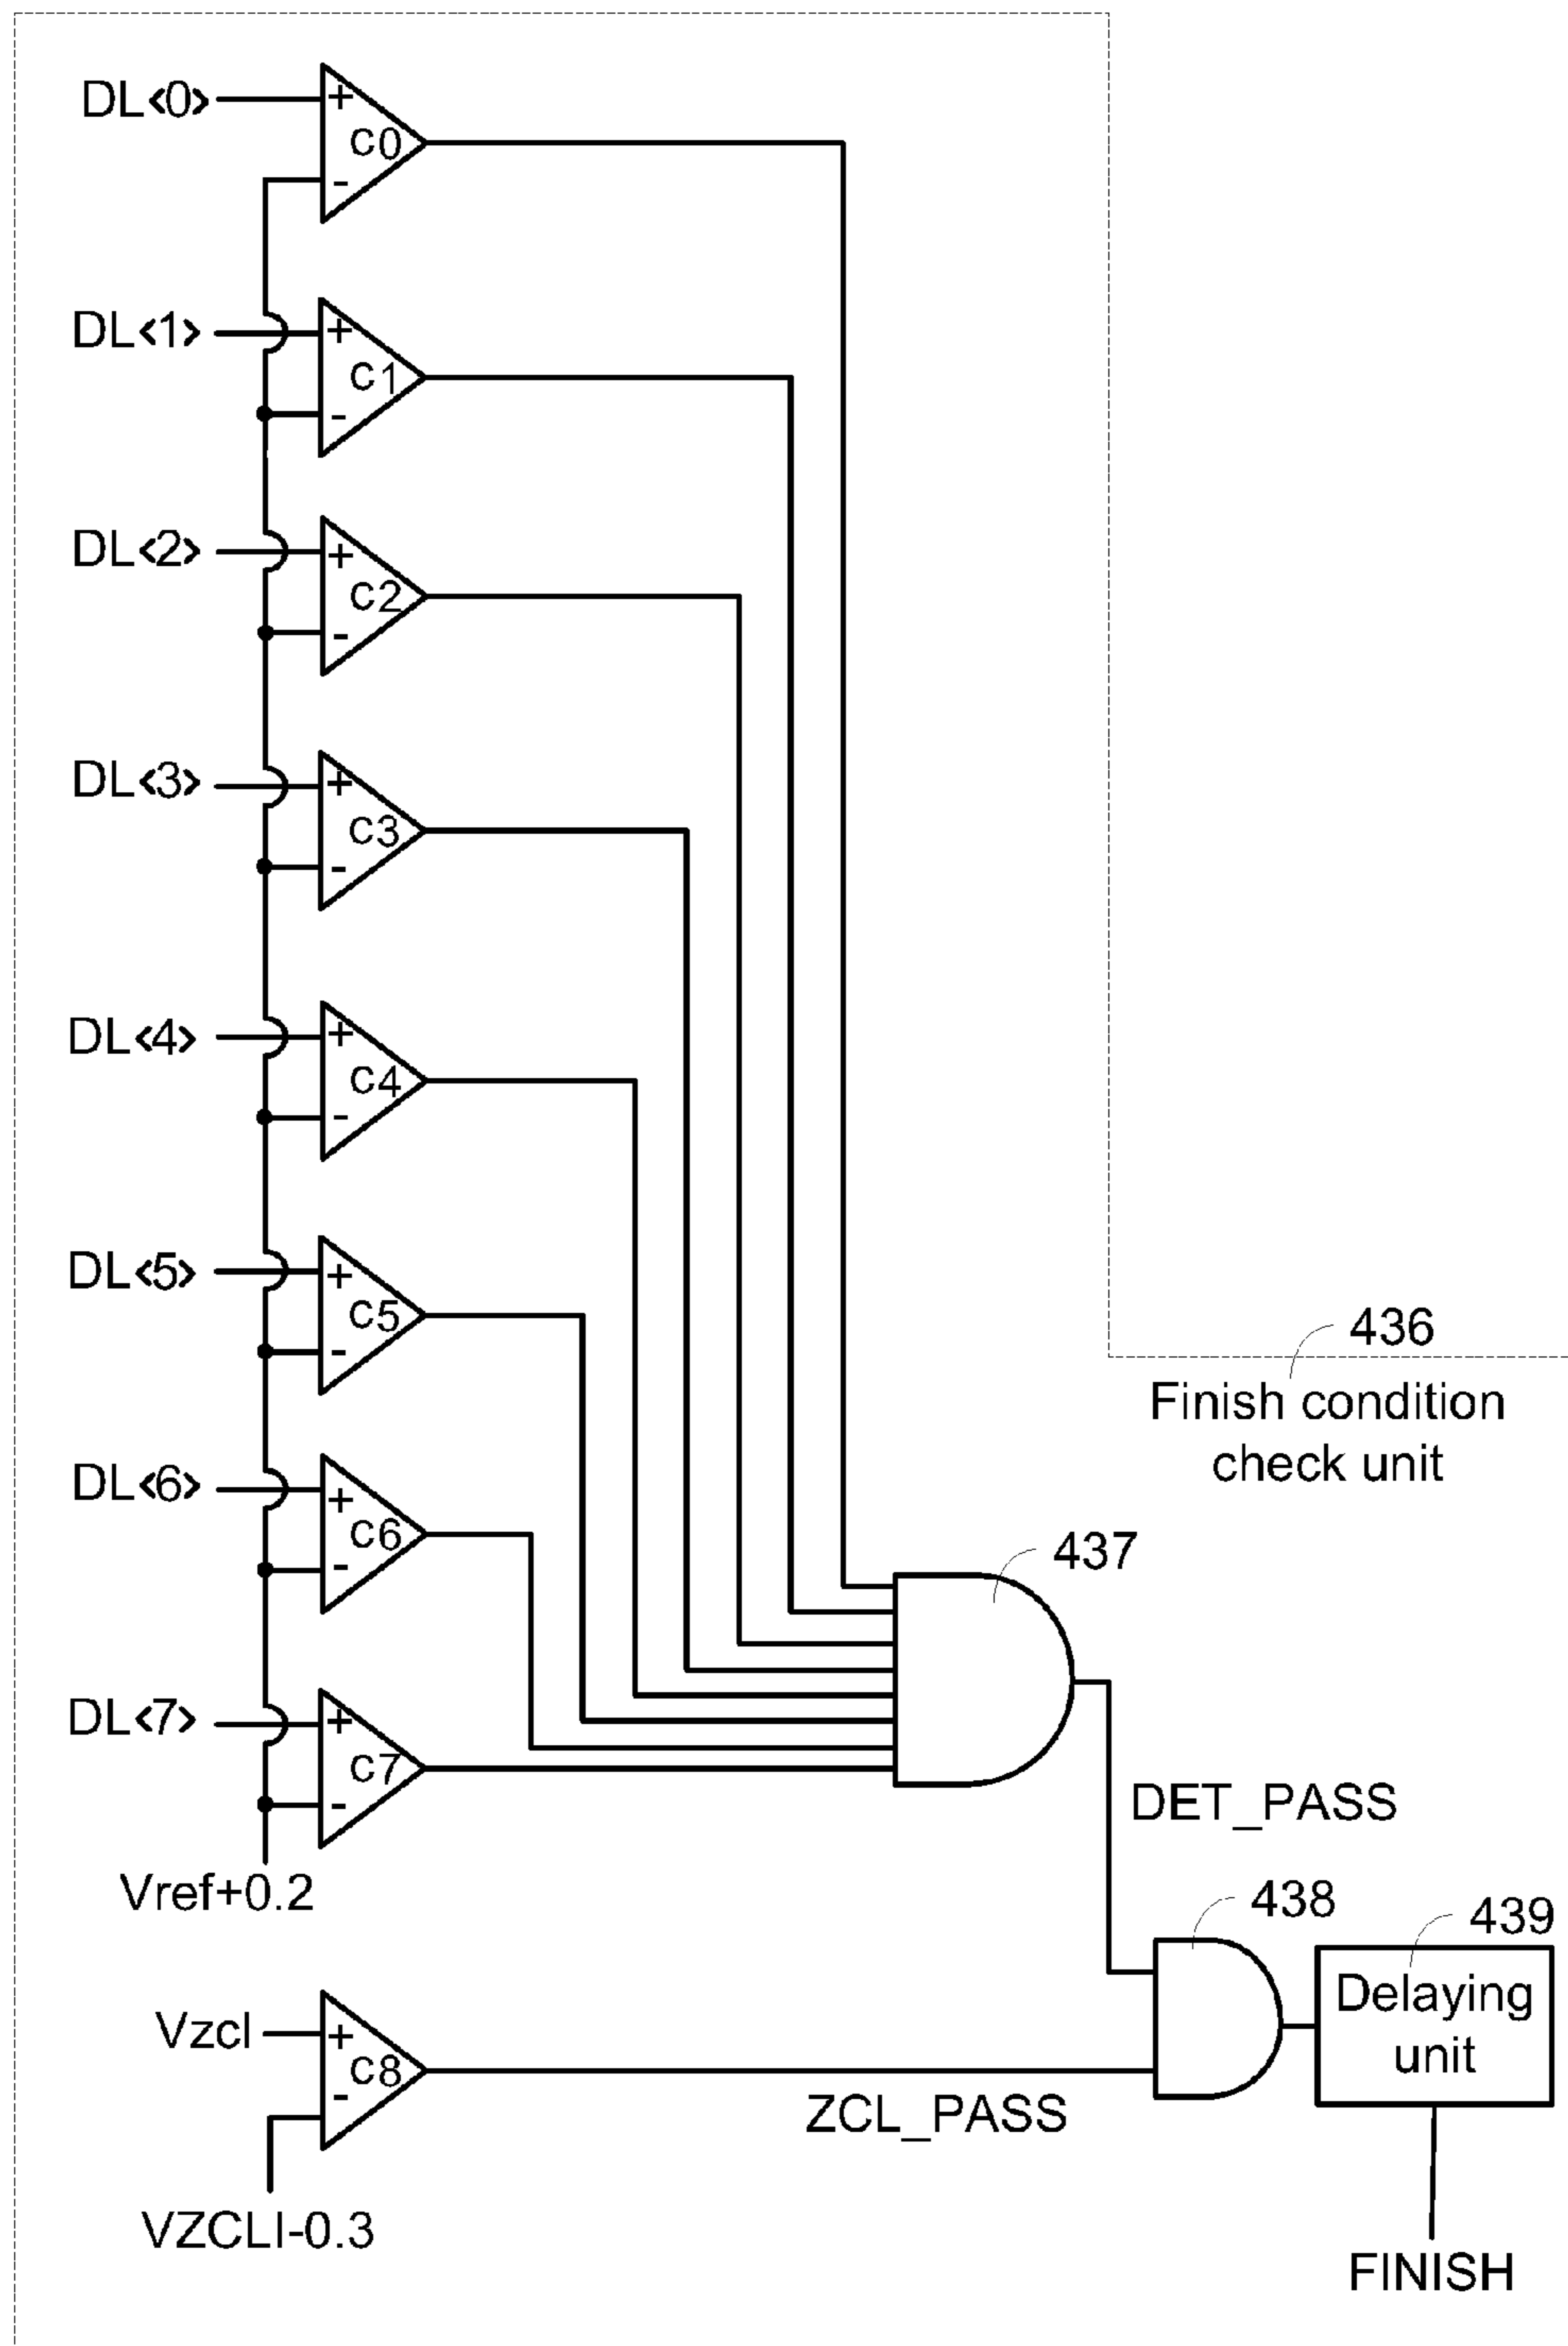 DL<0>
+
c0
-
DL<1>
+
c1
-
DL<2>
+
c2
-
DL<3>
+
c3
-
DL<4>
+
c4
-
DL<5>
+
c5
-
436
Finish condition
check unit
DL<6>
+
c6
-
437
DL<7>
+
c7
-
DET_PASS
Vref+0.2
438
439
Delaying
unit
Vzcl
+
c8
-
ZCL_PASS
VZCLI-0.3
FINISH